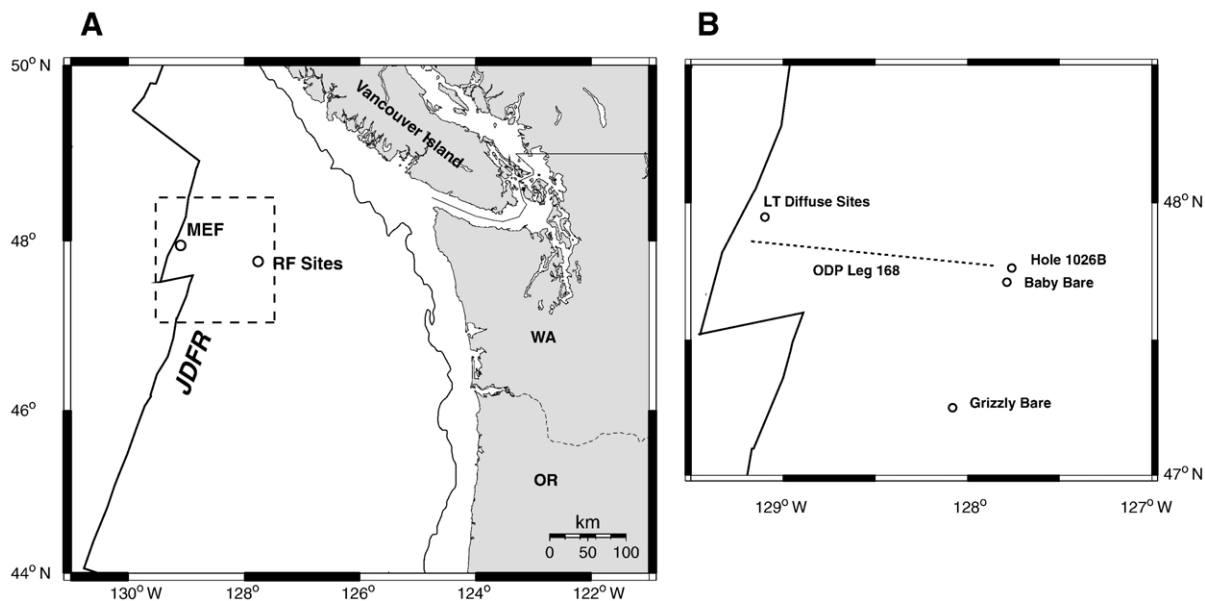 A
50° N
48°
46°
44° N
130° W
128°
126°
124°
122° W
Vancouver Island
MEF
RF Sites
JDFR
WA
OR
km
0 50 100
B
48° N
47° N
129° W
128° W
127° W
LT Diffuse Sites
ODP Leg 168
Hole 1026B
Baby Bare
Grizzly Bare